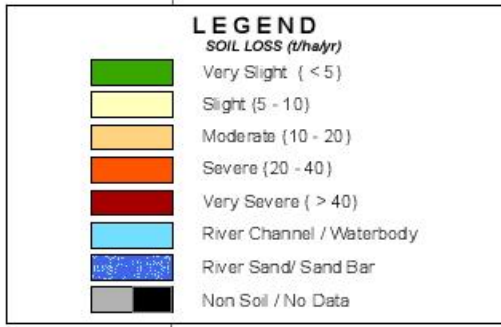 LEGEND
SOIL LOSS (t/ha/yr)
Very Slight { < 5}
Slight {5 - 10}
Moderate {10 - 20}
Severe {20 - 40}
Very Severe { > 40}
River Channel / Waterbody
River Sand/ Sand Bar
Non Soil / No Data